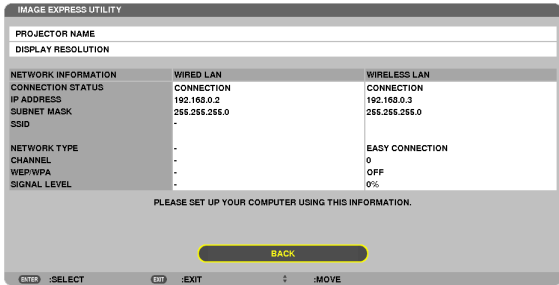 IMAGE EXPRESS UTILITY
PROJECTOR NAME
DISPLAY RESOLUTION
NETWORK INFORMATION WIRED LAN WIRELESS LAN
CONNECTION STATUS CONNECTION CONNECTION
IP ADDRESS 192.168.0.2 192.168.0.3
SUBNET MASK 255.255.255.0 255.255.255.0
SSID -
NETWORK TYPE - EASY CONNECTION
CHANNEL - 0
WEP/WPA - OFF
SIGNAL LEVEL - 0%
PLEASE SET UP YOUR COMPUTER USING THIS INFORMATION.
BACK
ENTER :SELECT EXIT :EXIT :MOVE